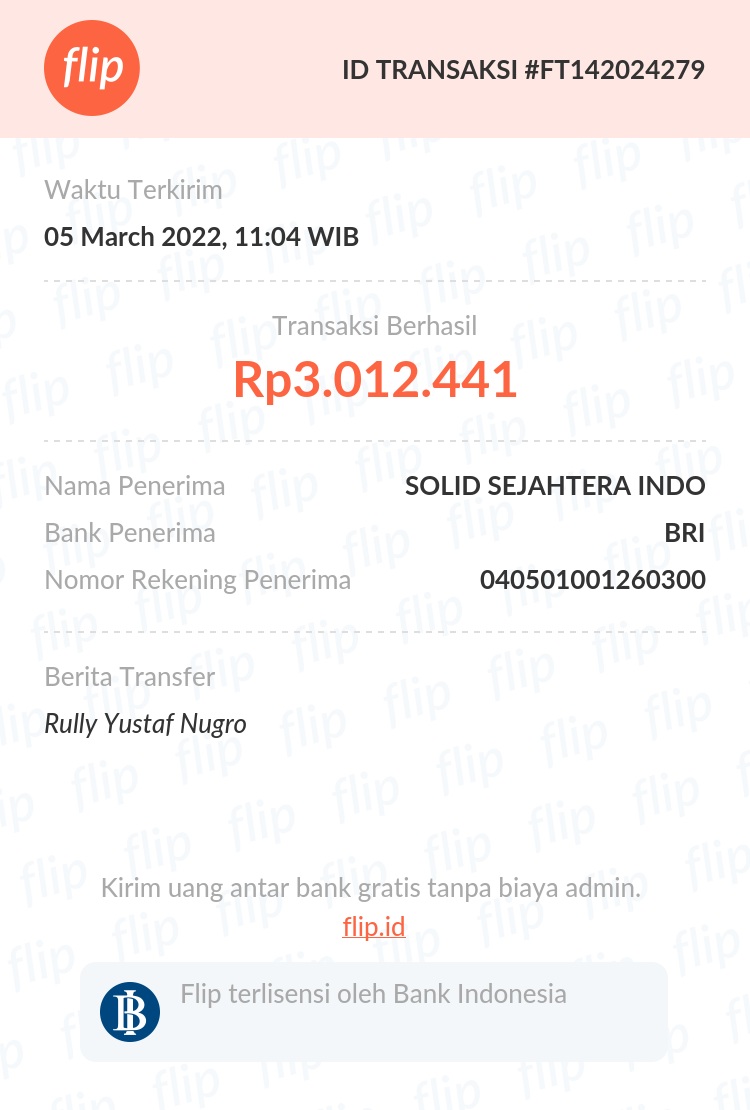 flip
ID TRANSAKSI #FT142024279
Waktu Terkirim
05 March 2022, 11:04 WIB
Transaksi Berhasil
Rp3.012.441
Nama Penerima SOLID SEJAHTERA INDO
Bank Penerima BRI
Nomor Rekening Penerima 040501001260300
Berita Transfer
Rully Yustaf Nugro
Kirim uang antar bank gratis tanpa biaya admin.
flip.id
Flip terlisensi oleh Bank Indonesia